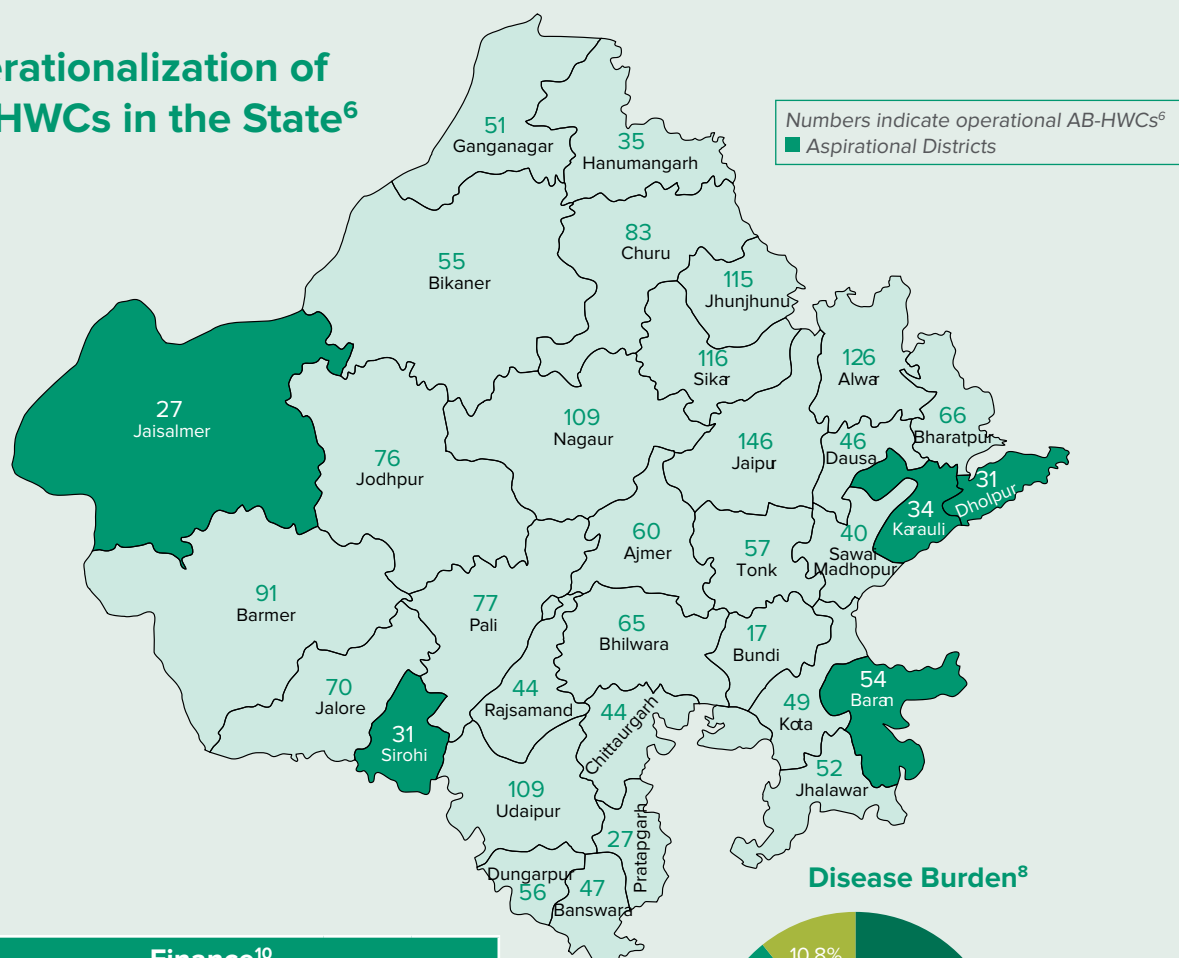 erationalization of
HWCs in the State⁶
Numbers indicate operational AB-HWCs⁶
Aspirational Districts
51
Ganganagar
35
Hanumangarh
83
Churu
55
Bikaner
115
Jhunjhunu
116
Sikar
126
Alwar
27
Jaisalmer
109
Nagaur
66
Bharatpur
146
Jaipur
46
Dausa
76
Jodhpur
31
Dholpur
34
Karauli
60
Ajmer
57
Tonk
40
Sawai
Madhopur
91
Barmer
77
Pali
65
Bhilwara
17
Bundi
70
Jalore
44
Rajsamand
44
Chittaurgarh
49
Kota
54
Baran
31
Sirohi
52
Jhalawar
109
Udaipur
27
Pratapgarh
Dungarpur
56
47
Banswara
Disease Burden⁸
10.8%
Finance¹⁰